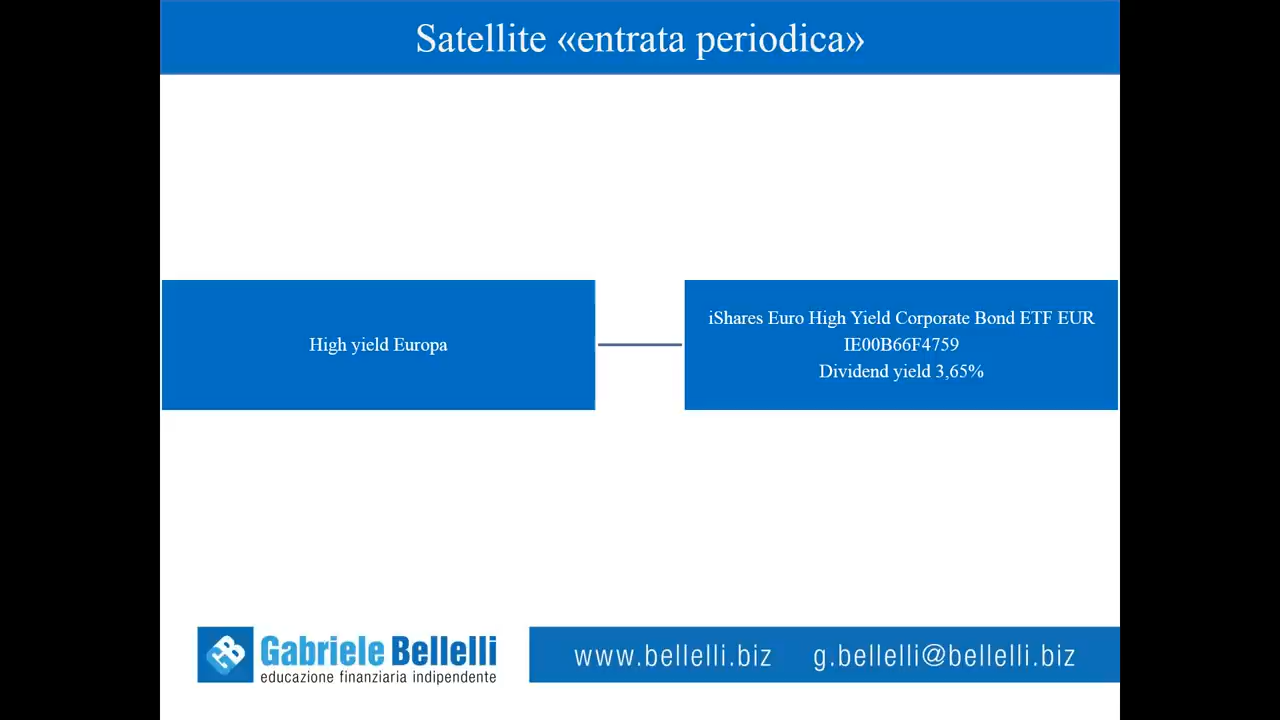 Satellite «entrata periodica»
High yield Europa
iShares Euro High Yield Corporate Bond ETF EUR
IE00B66F4759
Dividend yield 3,65%
Gabriele Bellelli
educazione finanziaria indipendente
www.bellelli.biz g.bellelli@bellelli.biz